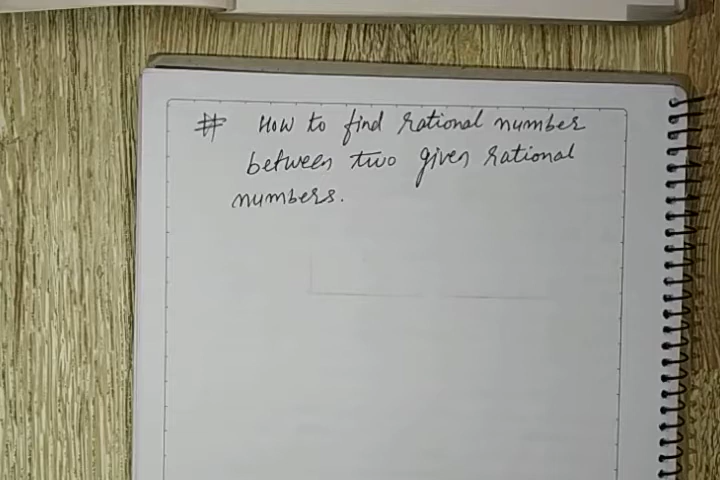 # How to find rational number
between two given rational
numbers.